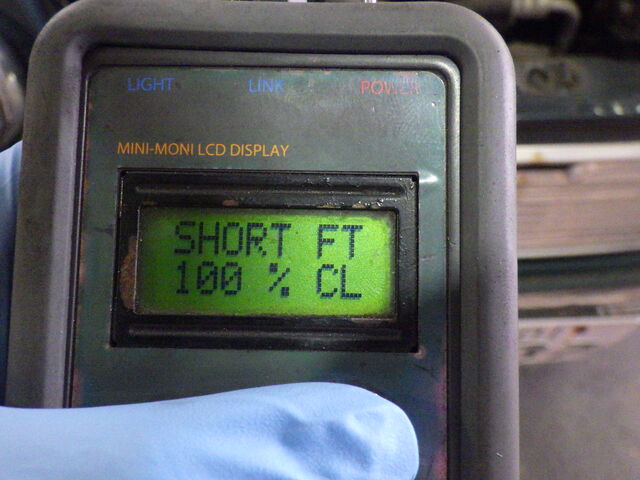 LIGHT LINK POWER
MINI-MONI LCD DISPLAY
SHORT FT
100 % CL